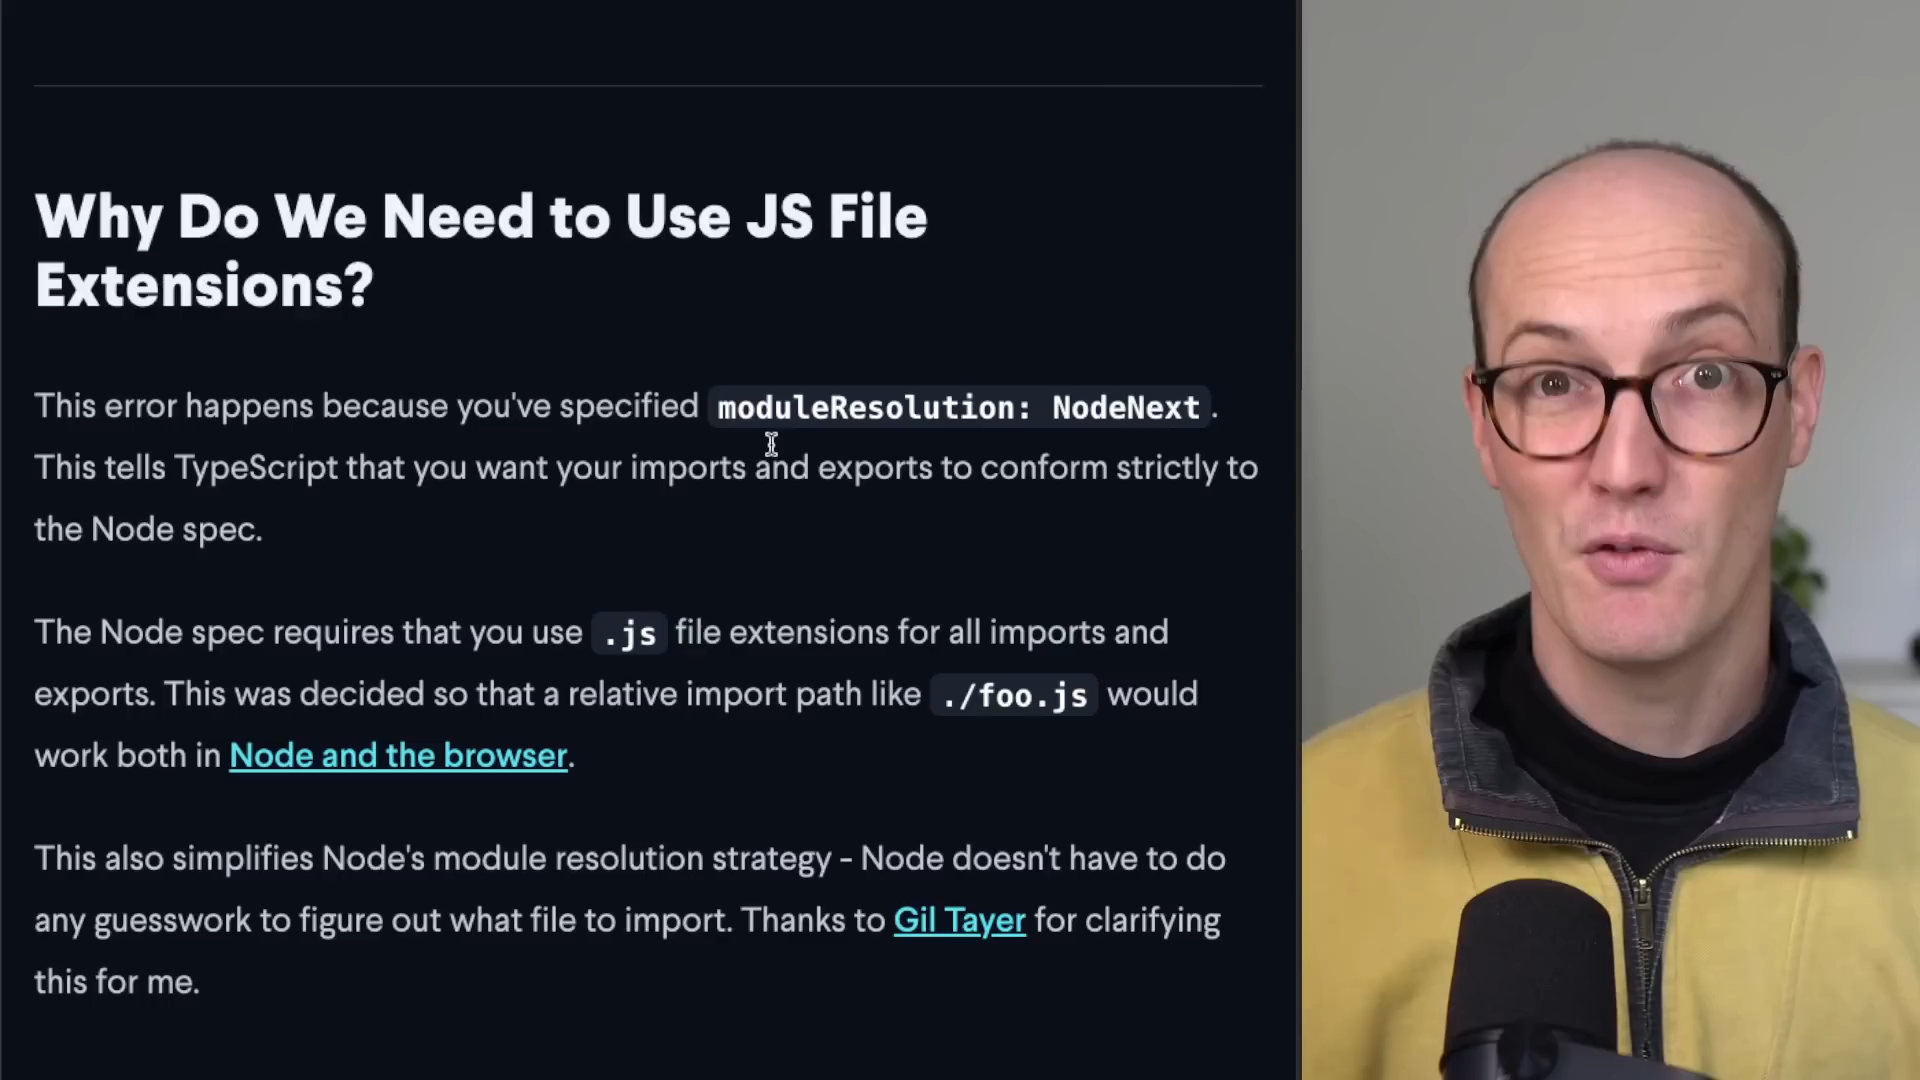 Why Do We Need to Use JS File
Extensions?
This error happens because you've specified moduleResolution: NodeNext.
This tells TypeScript that you want your imports and exports to conform strictly to
the Node spec.
The Node spec requires that you use .js file extensions for all imports and
exports. This was decided so that a relative import path like ./foo.js would
work both in Node and the browser.
This also simplifies Node's module resolution strategy - Node doesn't have to do
any guesswork to figure out what file to import. Thanks to Gil Tayer for clarifying
this for me.